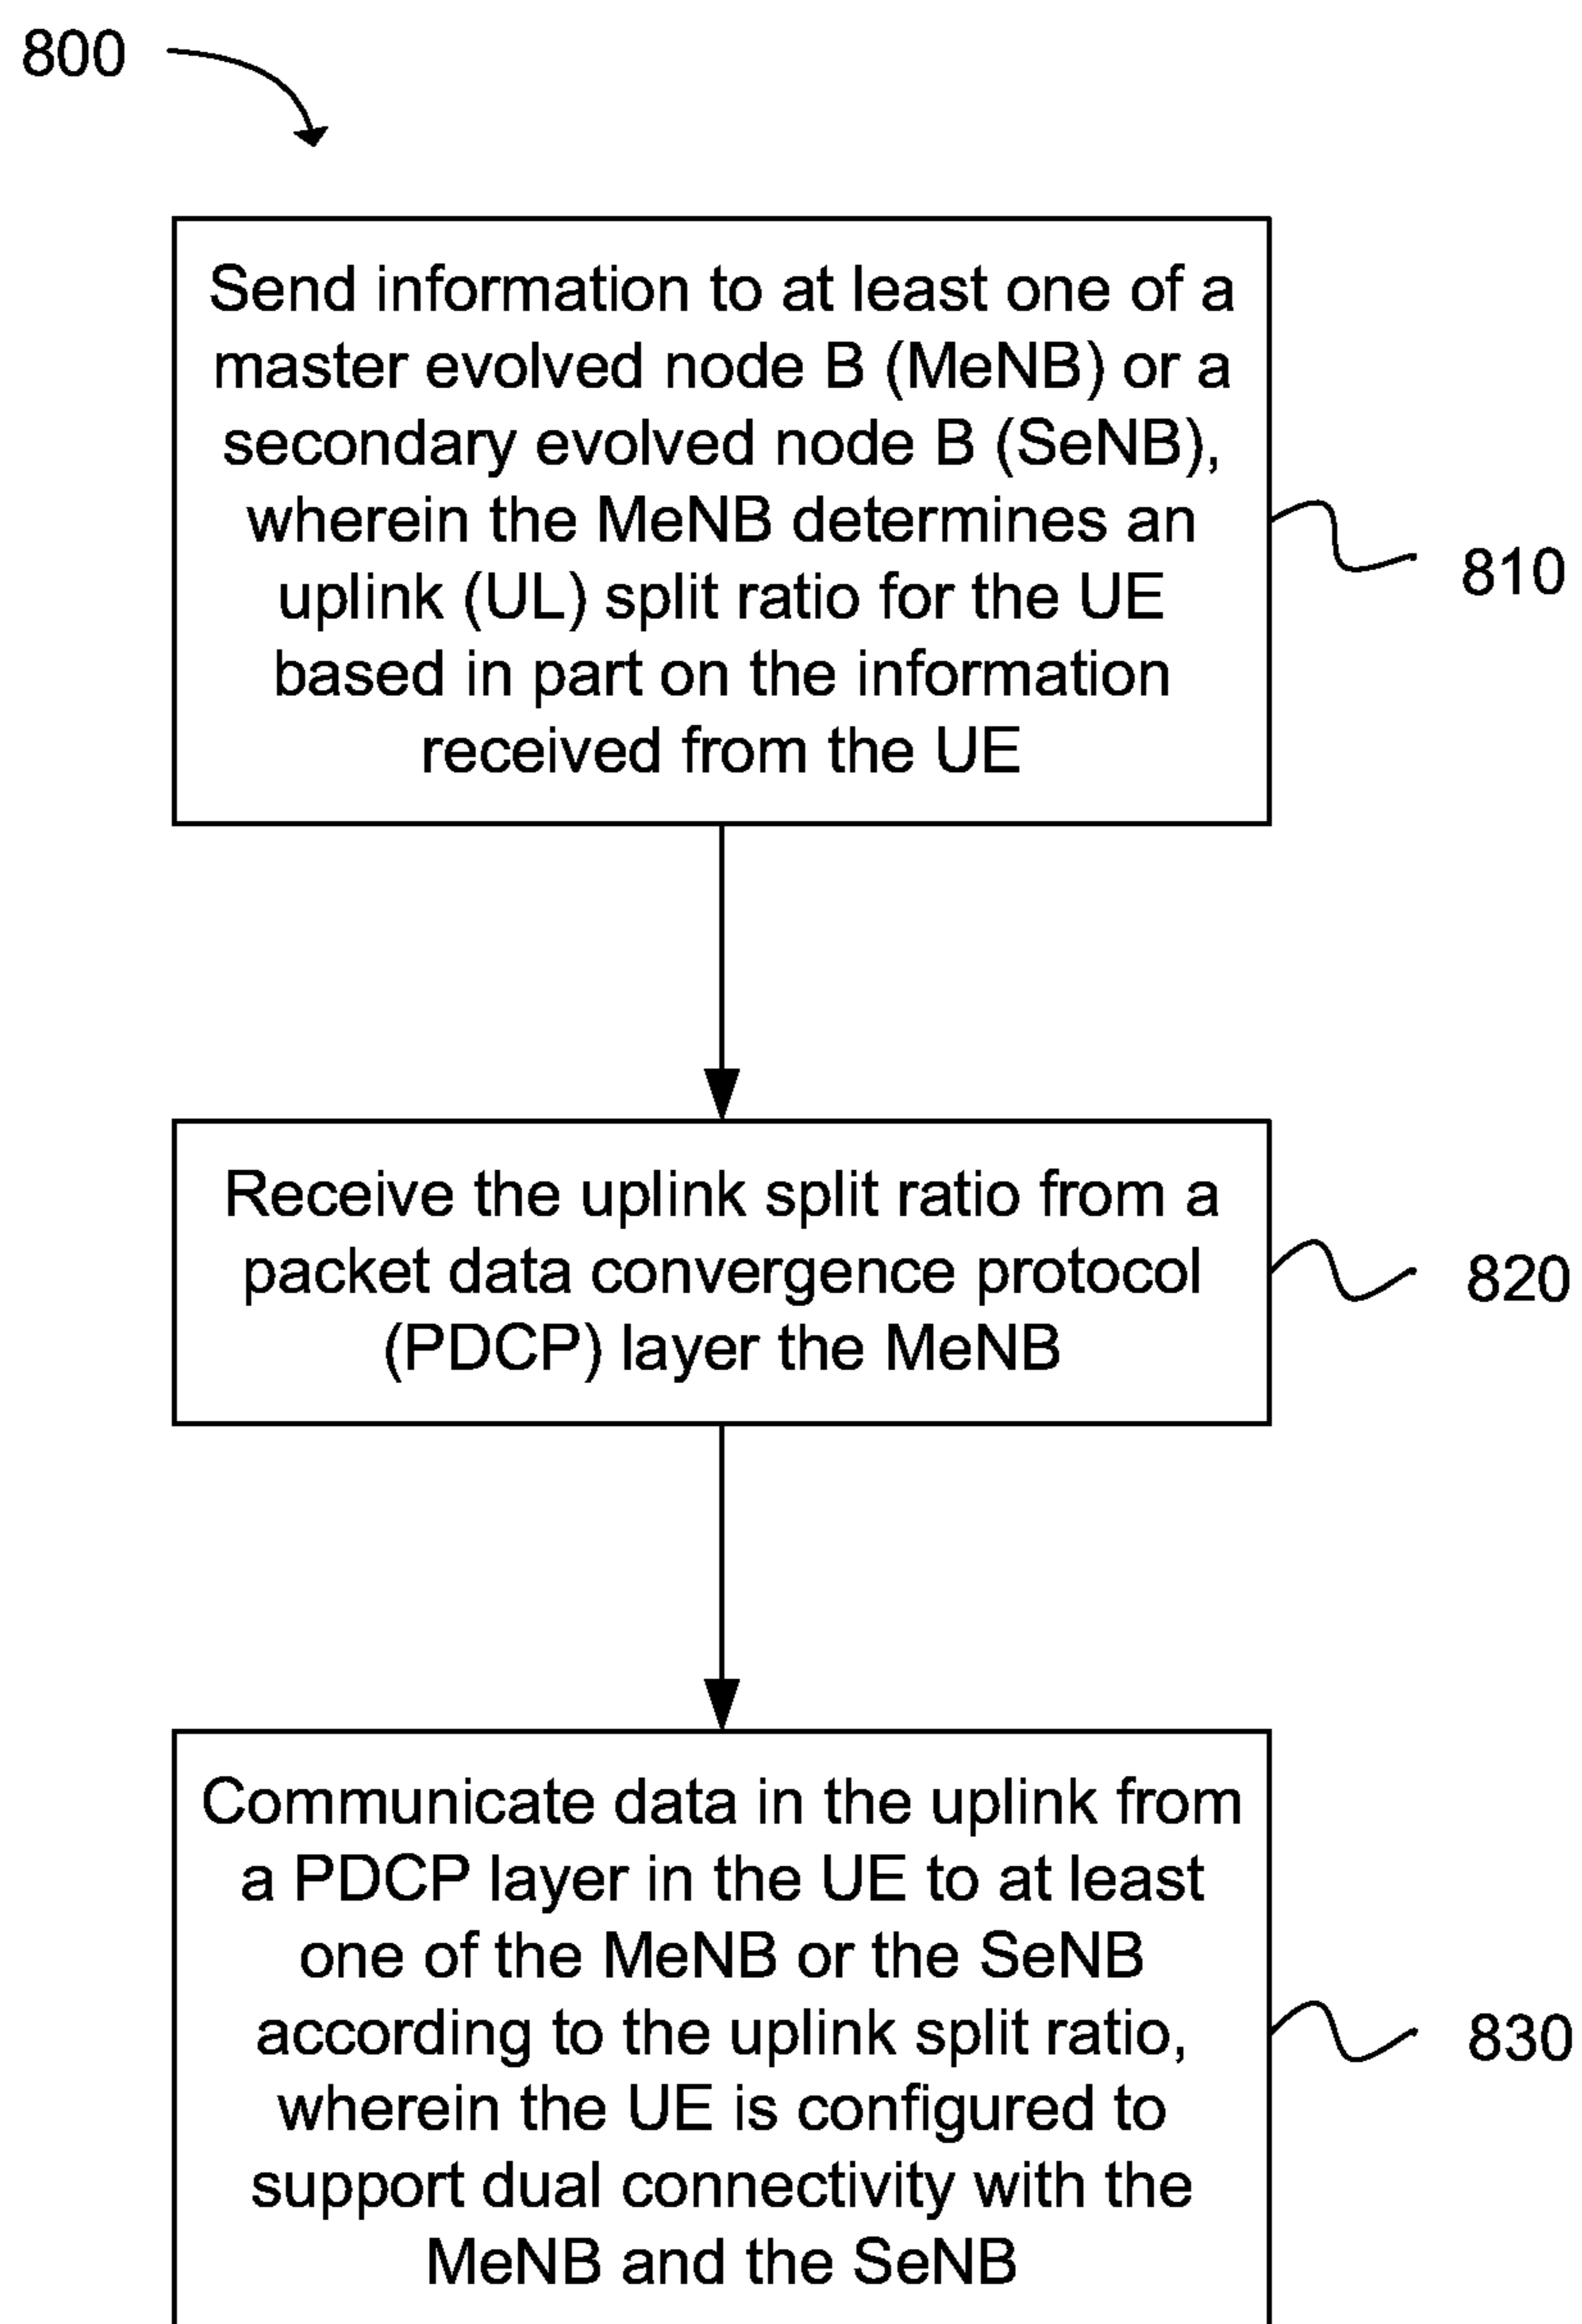 800
Send information to at least one of a
master evolved node B (MeNB) or a
secondary evolved node B (SeNB),
wherein the MeNB determines an
uplink (UL) split ratio for the UE
based in part on the information
received from the UE
810
Receive the uplink split ratio from a
packet data convergence protocol
(PDCP) layer the MeNB
820
Communicate data in the uplink from
a PDCP layer in the UE to at least
one of the MeNB or the SeNB
according to the uplink split ratio,
wherein the UE is configured to
support dual connectivity with the
MeNB and the SeNB
830